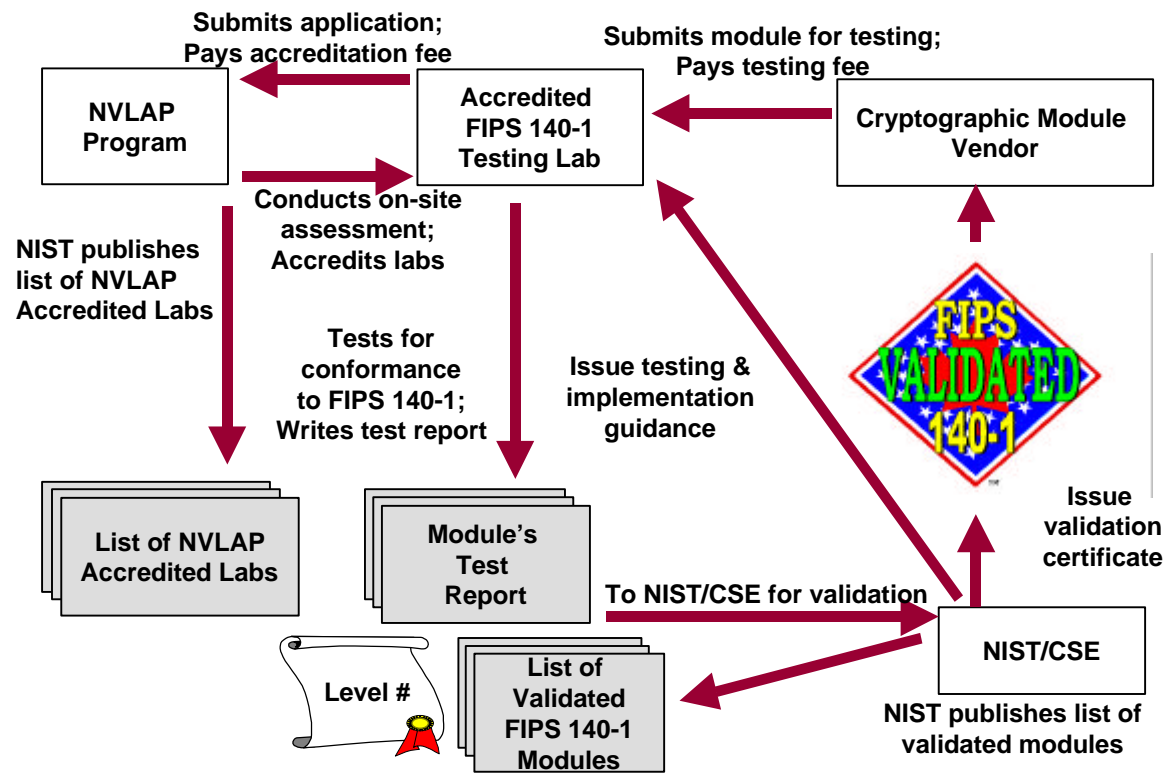 Submits application;
Pays accreditation fee
Submits module for testing;
Pays testing fee
NVLAP
Program
Accredited
FIPS 140-1
Testing Lab
Cryptographic Module
Vendor
Conducts on-site
assessment;
Accredits labs
NIST publishes
list of NVLAP
Accredited Labs
FIPS
VALIDATED
140-1
TM
Tests for
conformance
to FIPS 140-1;
Writes test report
Issue testing &
implementation
guidance
Issue
validation
certificate
List of NVLAP
Accredited Labs
Module’s
Test
Report
To NIST/CSE for validation
NIST/CSE
Level #
List of
Validated
FIPS 140-1
Modules
NIST publishes list of
validated modules